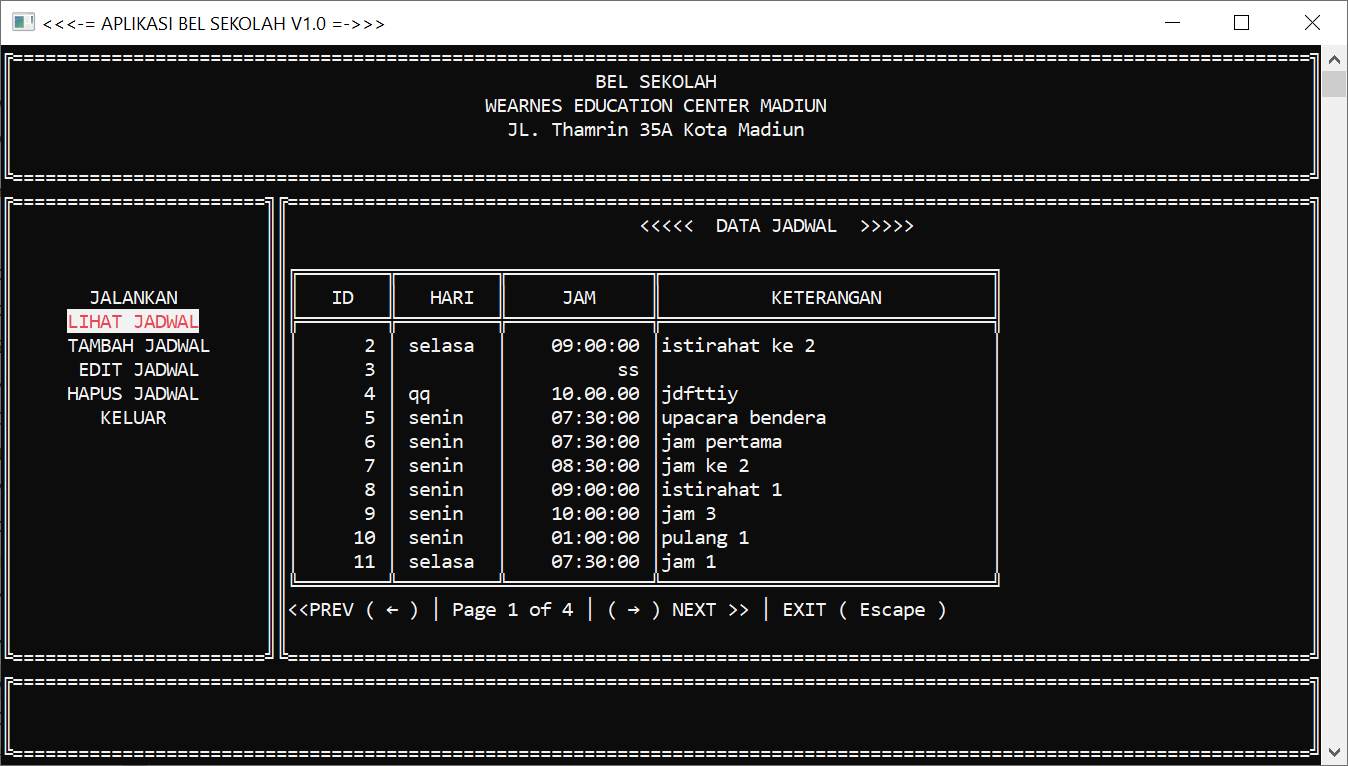 <<<-= APLIKASI BEL SEKOLAH V1.0 =->>>
BEL SEKOLAH
WEARNES EDUCATION CENTER MADIUN
JL. Thamrin 35A Kota Madiun
JALANKAN
LIHAT JADWAL
TAMBAH JADWAL
EDIT JADWAL
HAPUS JADWAL
KELUAR
<<<<< DATA JADWAL >>>>>
ID HARI JAM KETERANGAN
2 selasa 09:00:00 istirahat ke 2
3 ss
4 qq 10.00.00 jdfttiy
5 senin 07:30:00 upacara bendera
6 senin 07:30:00 jam pertama
7 senin 08:30:00 jam ke 2
8 senin 09:00:00 istirahat 1
9 senin 10:00:00 jam 3
10 senin 01:00:00 pulang 1
11 selasa 07:30:00 jam 1
<<PREV ( ← ) | Page 1 of 4 | ( → ) NEXT >> | EXIT ( Escape )